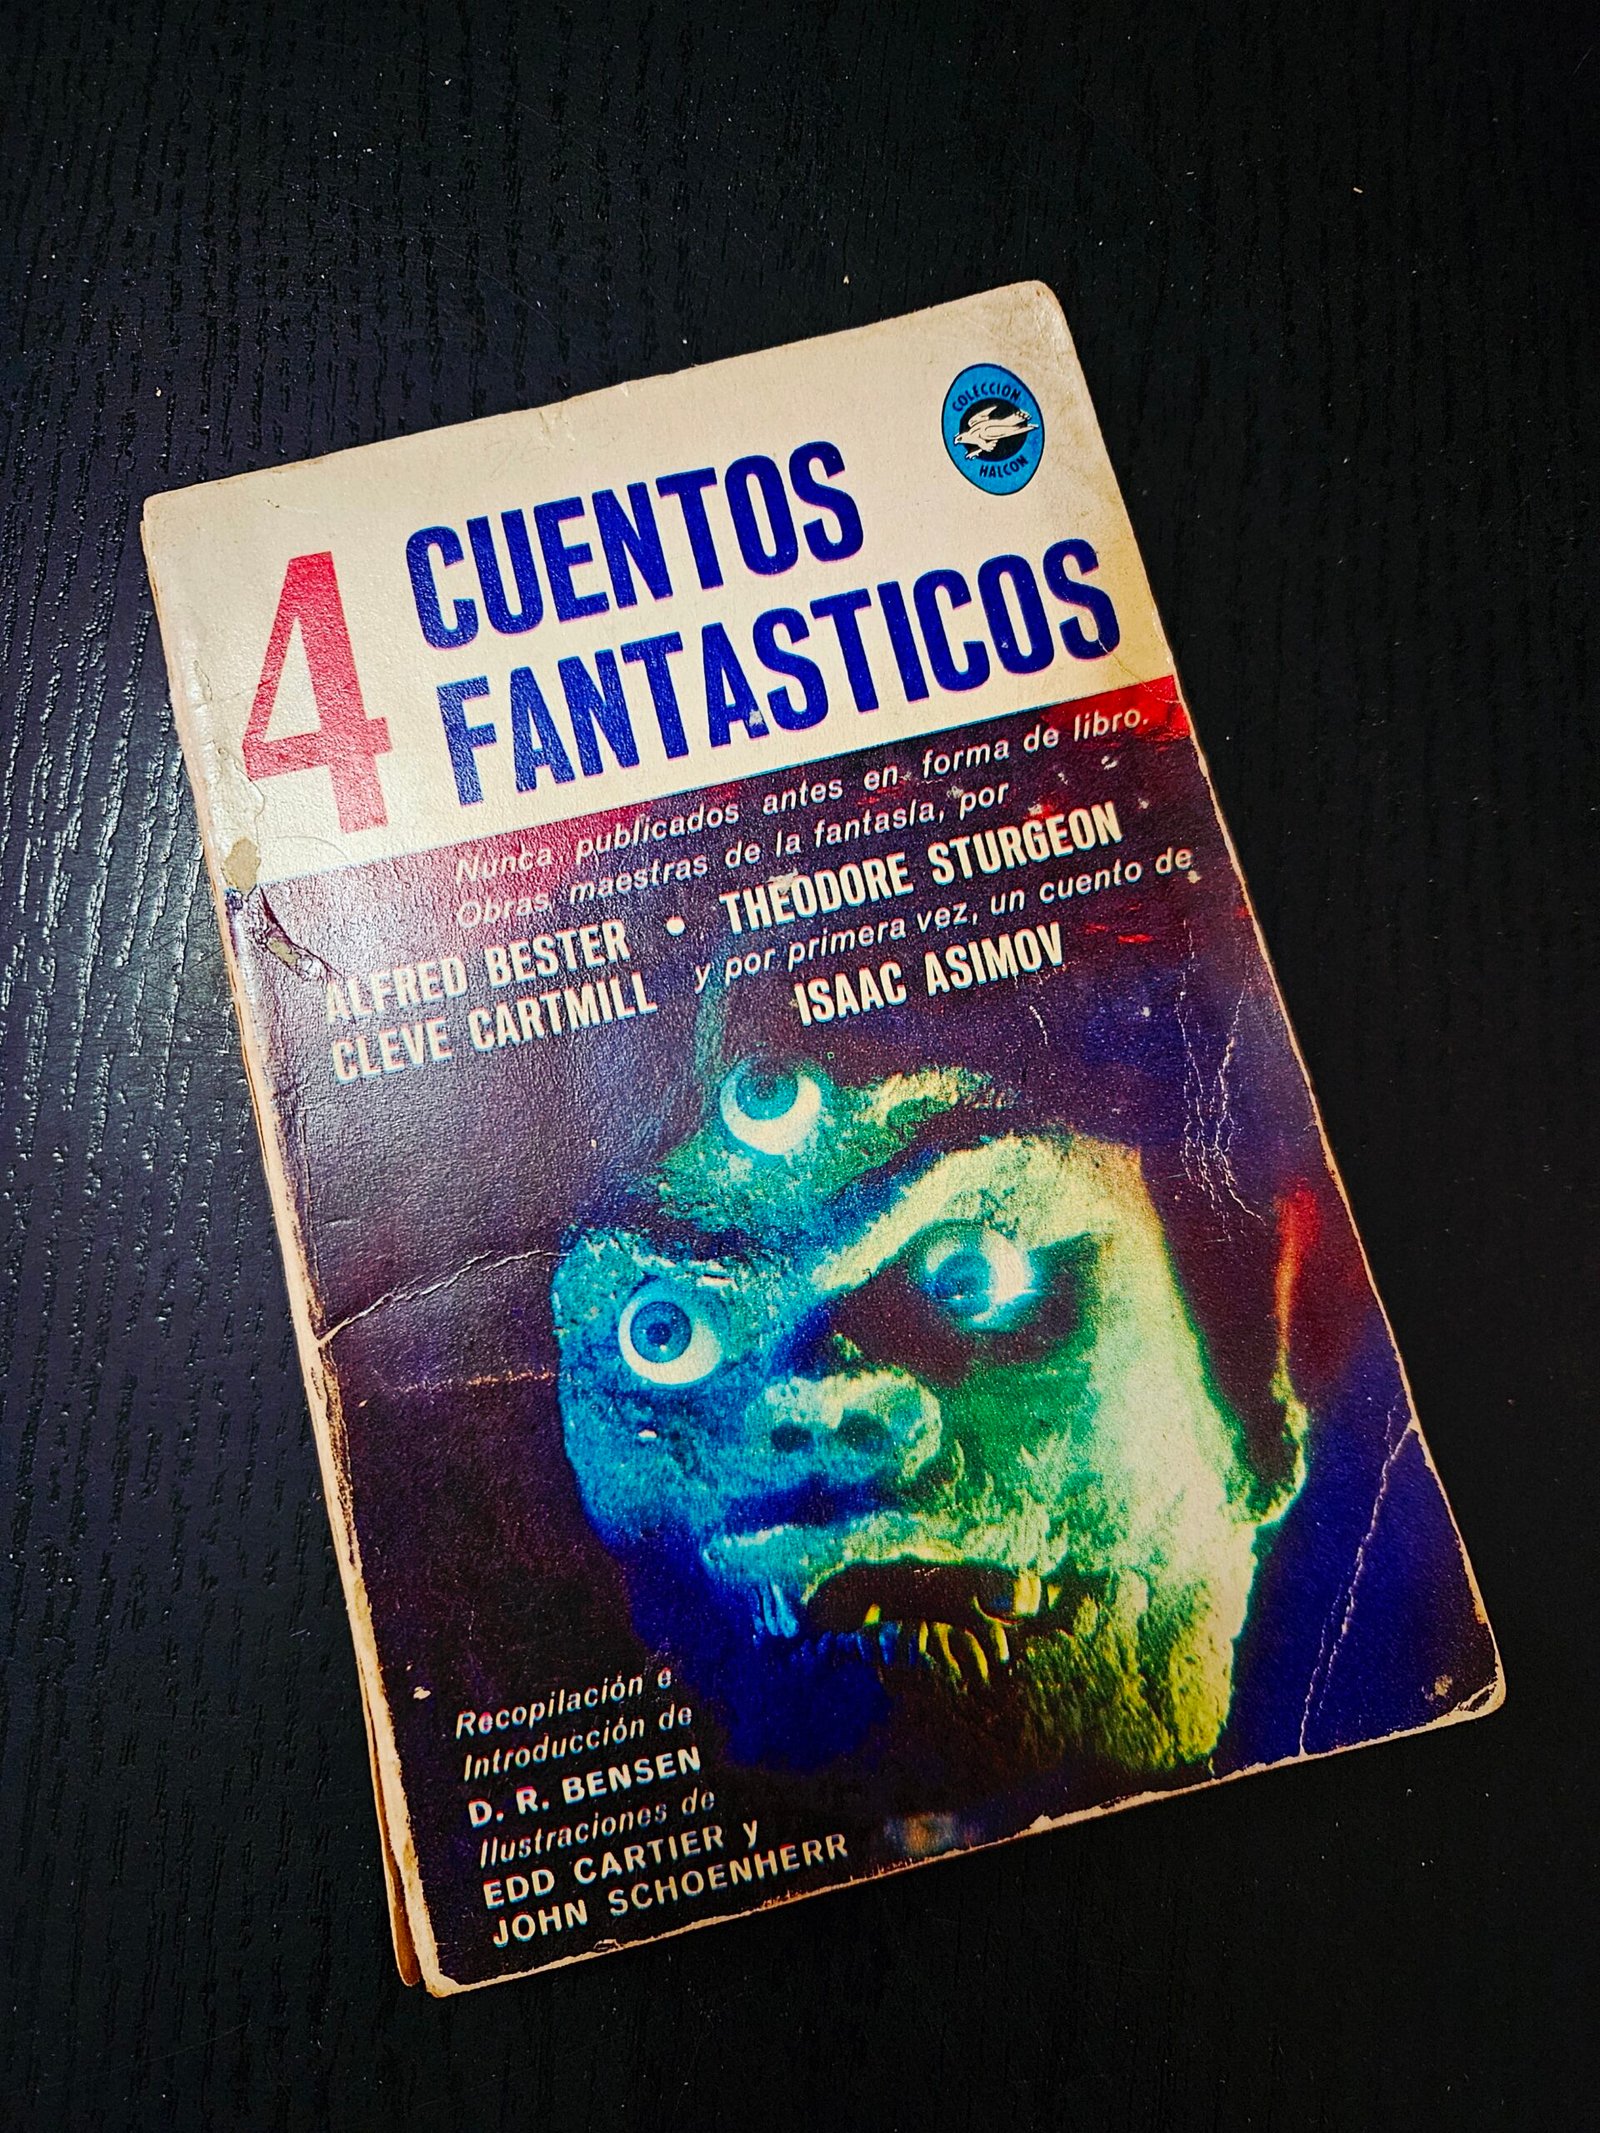 COLECCION
HALCON
4 CUENTOS
FANTASTICOS
Nunca publicados antes en forma de libro.
Obras maestras de la fantasía, por
ALFRED BESTER • THEODORE STURGEON
CLEVE CARTMILL y por primera vez, un cuento de
ISAAC ASIMOV
Recopilación e
Introducción de
D. R. BENSEN
Ilustraciones de
EDD CARTIER y
JOHN SCHOENHERR